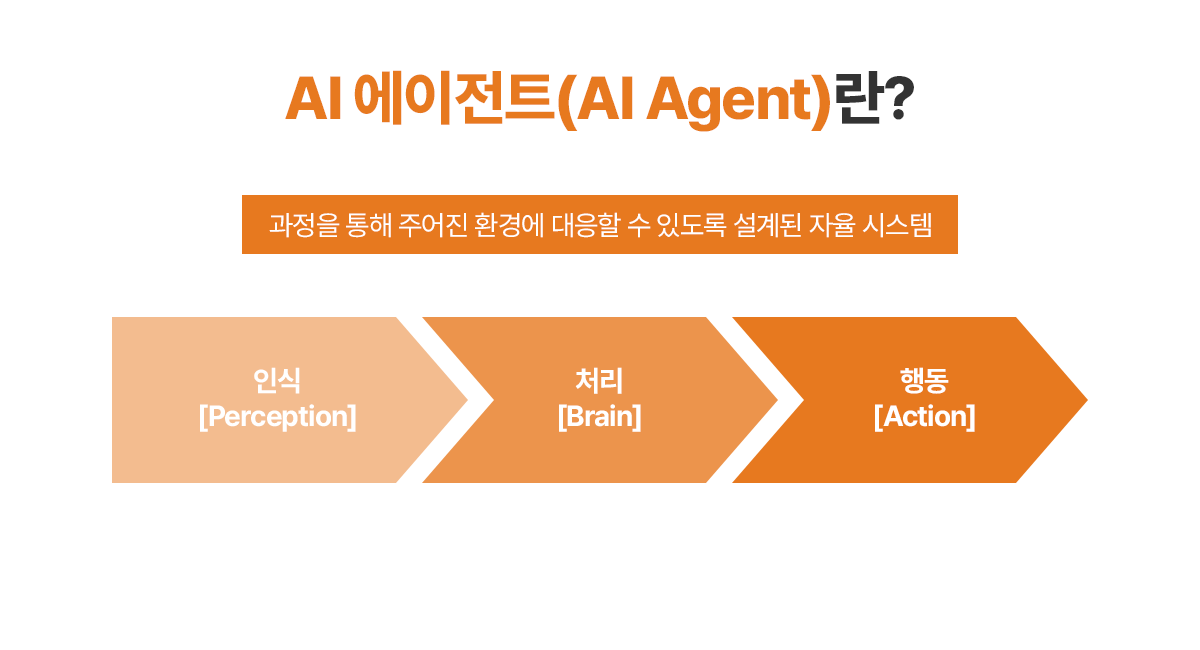 AI 에이전트(AI Agent)란?
과정을 통해 주어진 환경에 대응할 수 있도록 설계된 자율 시스템
인식
[Perception]
처리
[Brain]
행동
[Action]